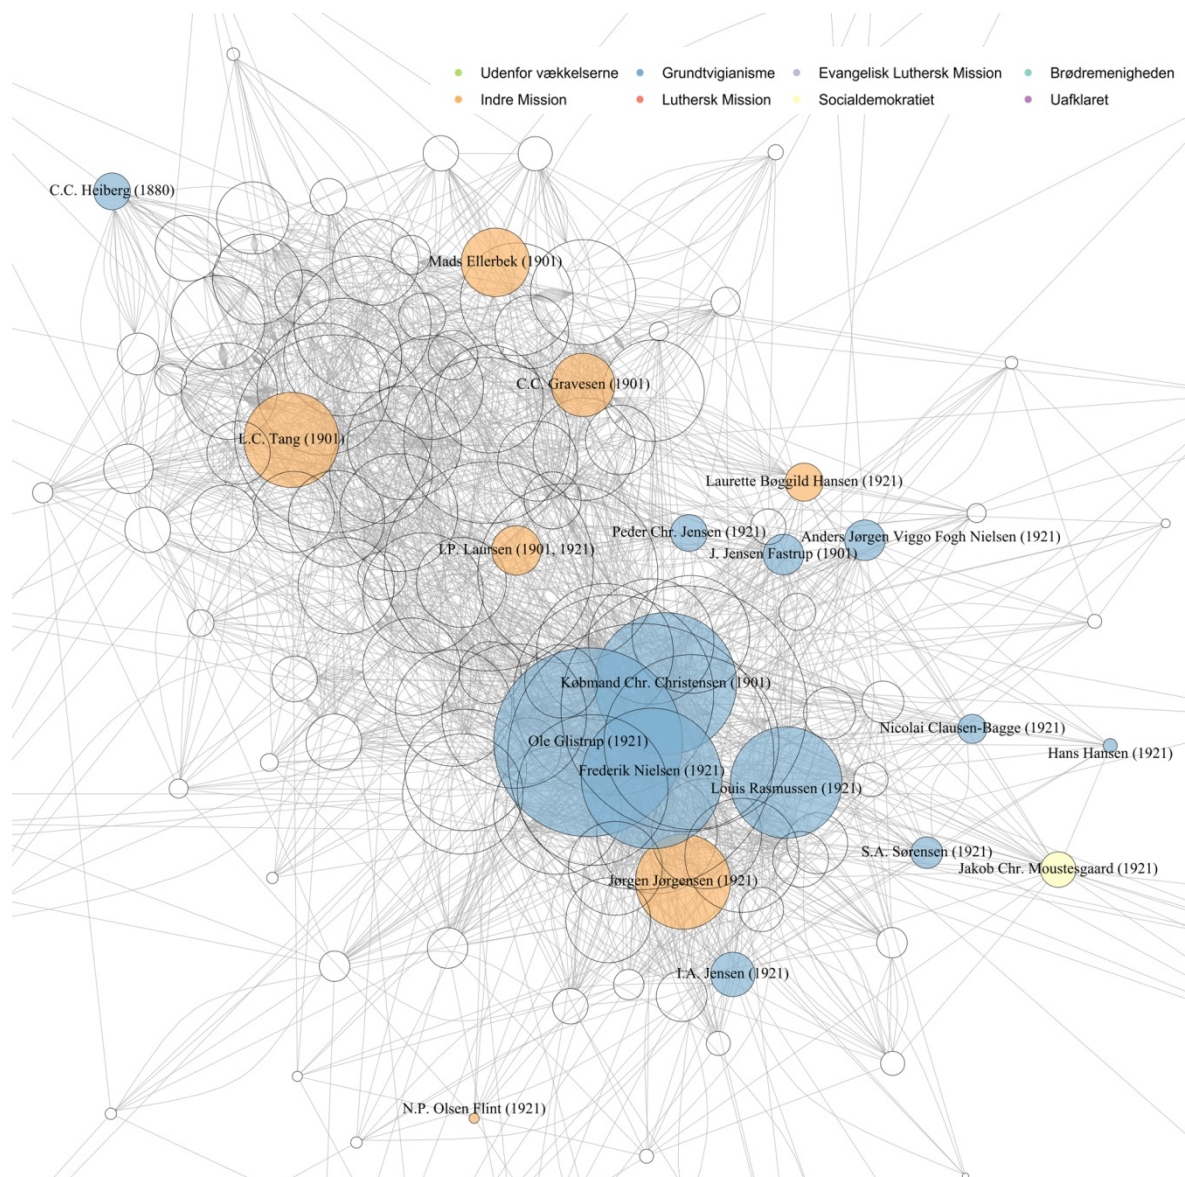 Udenfor vækkelserne
Grundtvigianisme
Evangelisk Luthersk Mission
Brødremenigheden
Indre Mission
Luthersk Mission
Socialdemokratiet
Uafklaret
C.C. Heiberg (1880)
Mads Ellerbek (1901)
C.C. Gravesen (1901)
L.C. Tang (1901)
Laurette Bøggild Hansen (1921)
Peder Chr. Jensen (1921)
Anders Jørgen Viggo Fogh Nielsen (1921)
J. Jensen Fastrup (1901)
I.P. Laursen (1901, 1921)
Købmand Chr. Christensen (1901)
Nicolai Clausen-Bagge (1921)
Ole Glistrup (1921)
Hans Hansen (1921)
Frederik Nielsen (1921)
Louis Rasmussen (1921)
S.A. Sørensen (1921)
Jakob Chr. Moustesgaard (1921)
Jørgen Jørgensen (1921)
I.A. Jensen (1921)
N.P. Olsen Flint (1921)